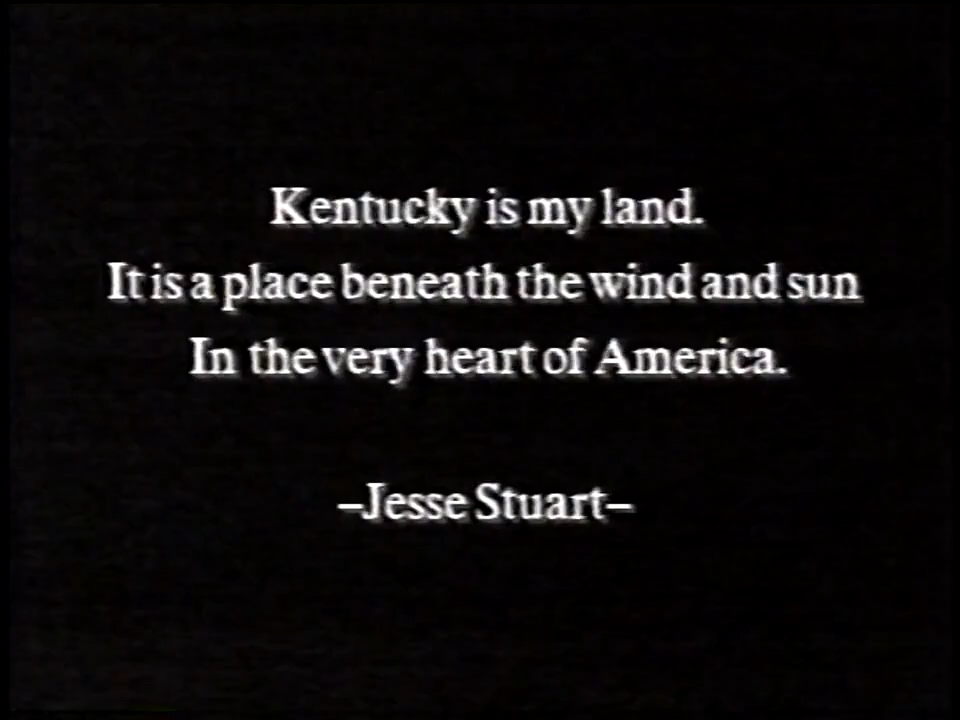 Kentucky is my land.
It is a place beneath the wind and sun
In the very heart of America.
–Jesse Stuart–